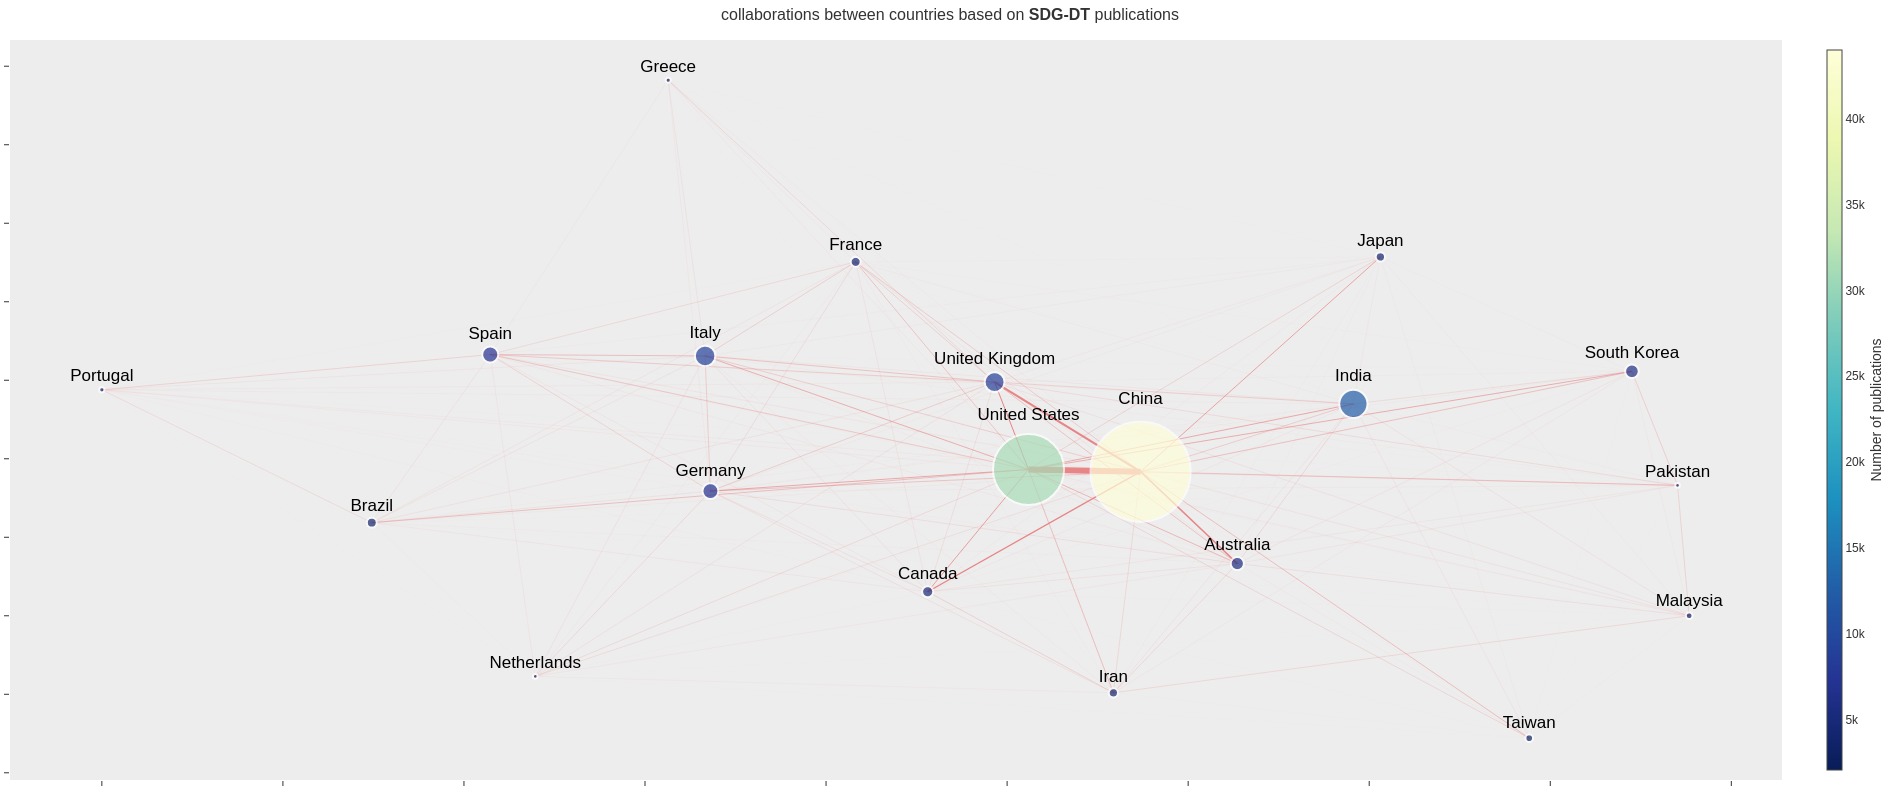 collaborations between countries based on SDG-DT publications
Greece
France
Japan
Spain
Italy
United Kingdom
South Korea
Portugal
India
China
United States
Germany
Pakistan
Brazil
Australia
Canada
Malaysia
Netherlands
Iran
Taiwan
40k
35k
30k
25k
20k
15k
10k
5k
Number of publications